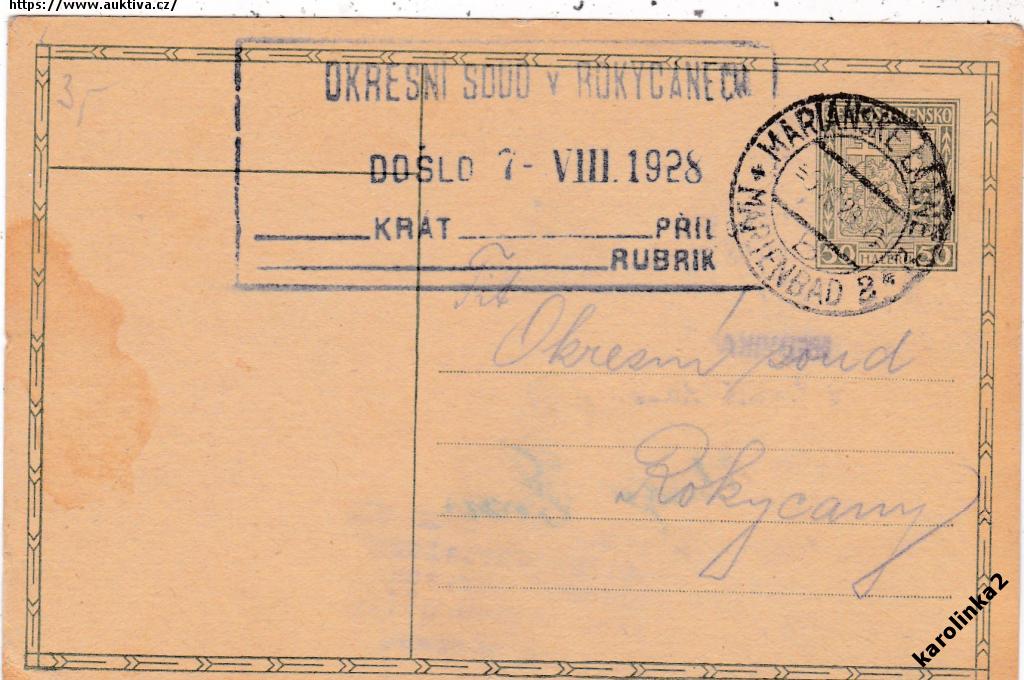 https://www.auktiva.cz/
3,-
OKRESNÍ SOUD v ROKYCANECH
DOŠLO 7- VIII. 1928
KRÁT PŘÍL
RUBRIK
MARIÁNSKÉ LÁZNĚ
MARIENBAD 2
50 HALÉŘŮ 50
Okresní soud
Rokycany
karolinka2